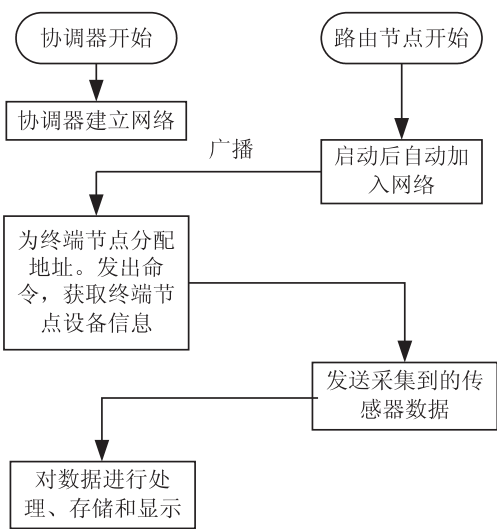 协调器开始
路由节点开始
协调器建立网络
广播
启动后自动加
入网络
为终端节点分配
地址。发出命
令，获取终端节
点设备信息
发送采集到的传
感器数据
对数据进行处
理、存储和显示